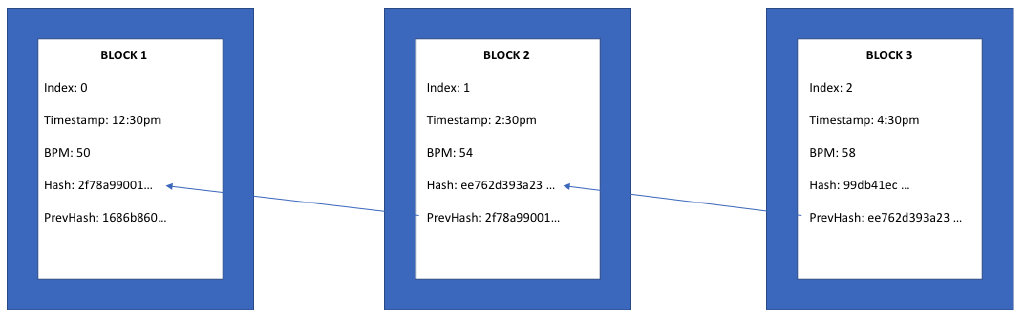 BLOCK 1
Index: 0
Timestamp: 12:30pm
BPM: 50
Hash: 2f78a99001...
PrevHash: 1686b860...
BLOCK 2
Index: 1
Timestamp: 2:30pm
BPM: 54
Hash: ee762d393a23 ...
PrevHash: 2f78a99001...
BLOCK 3
Index: 2
Timestamp: 4:30pm
BPM: 58
Hash: 99db41ec ...
PrevHash: ee762d393a23 ...